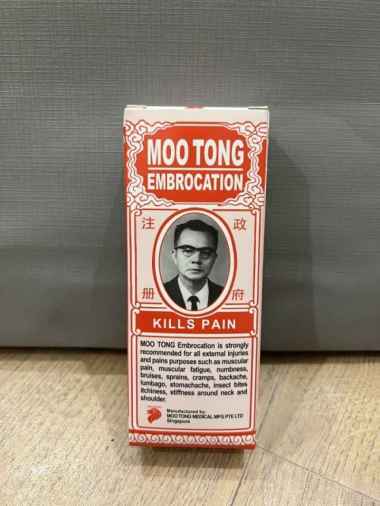 MOO TONG
EMBROCATION
注 政
册 府
KILLS PAIN
MOO TONG Embrocation is strongly
recommended for all external injuries
and pains purposes such as muscular
pain, muscular fatigue, numbness,
bruises, spreins, cramps, backache,
lumbago, stomachache, insect bites
itchiness, stiffness around neck and
shoulder.
Manufactured by:
MOO TONG MEDICAL MFG PTE LTD
Singapore